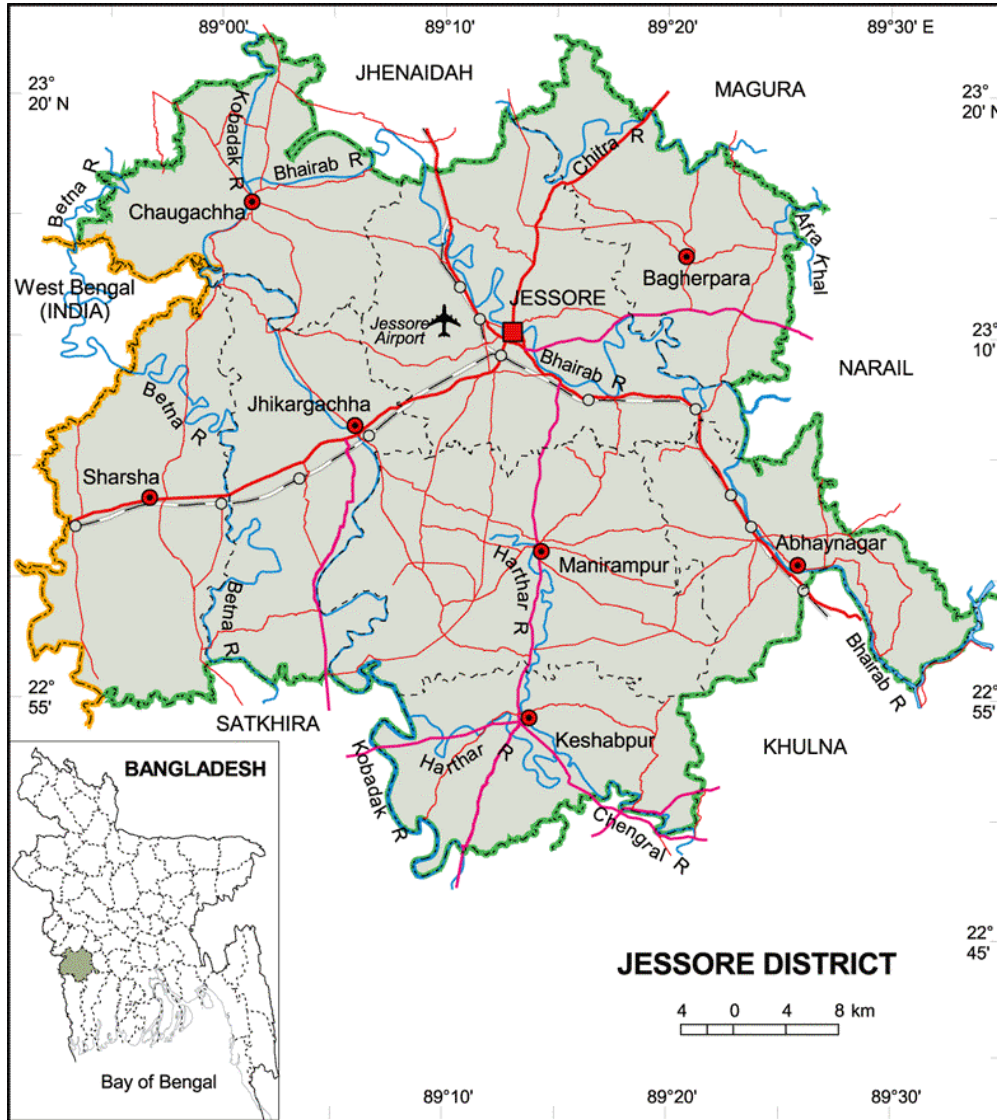 89°00'
89°10'
89°20'
89°30' E
JHENAIDAH
MAGURA
23°
20' N
23°
20' N
Kobadak R
Chitra R
Bhairab R
Betna R
Chaugachha
Afra Khal
Bagherpara
West Bengal
(INDIA)
JESSORE
Jessore
Airport
23°
10'
Bhairab R
NARAIL
Betna R
Jhikargachha
Sharsha
Abhaynagar
Harthar R
Manirampur
Betna R
Bhairab R
22°
55'
22°
55'
SATKHIRA
Keshabpur
KHULNA
Kobadak R
Harthar R
Chengral R
BANGLADESH
22°
45'
JESSORE DISTRICT
4 0 4 8 km
Bay of Bengal
89°10'
89°20'
89°30'